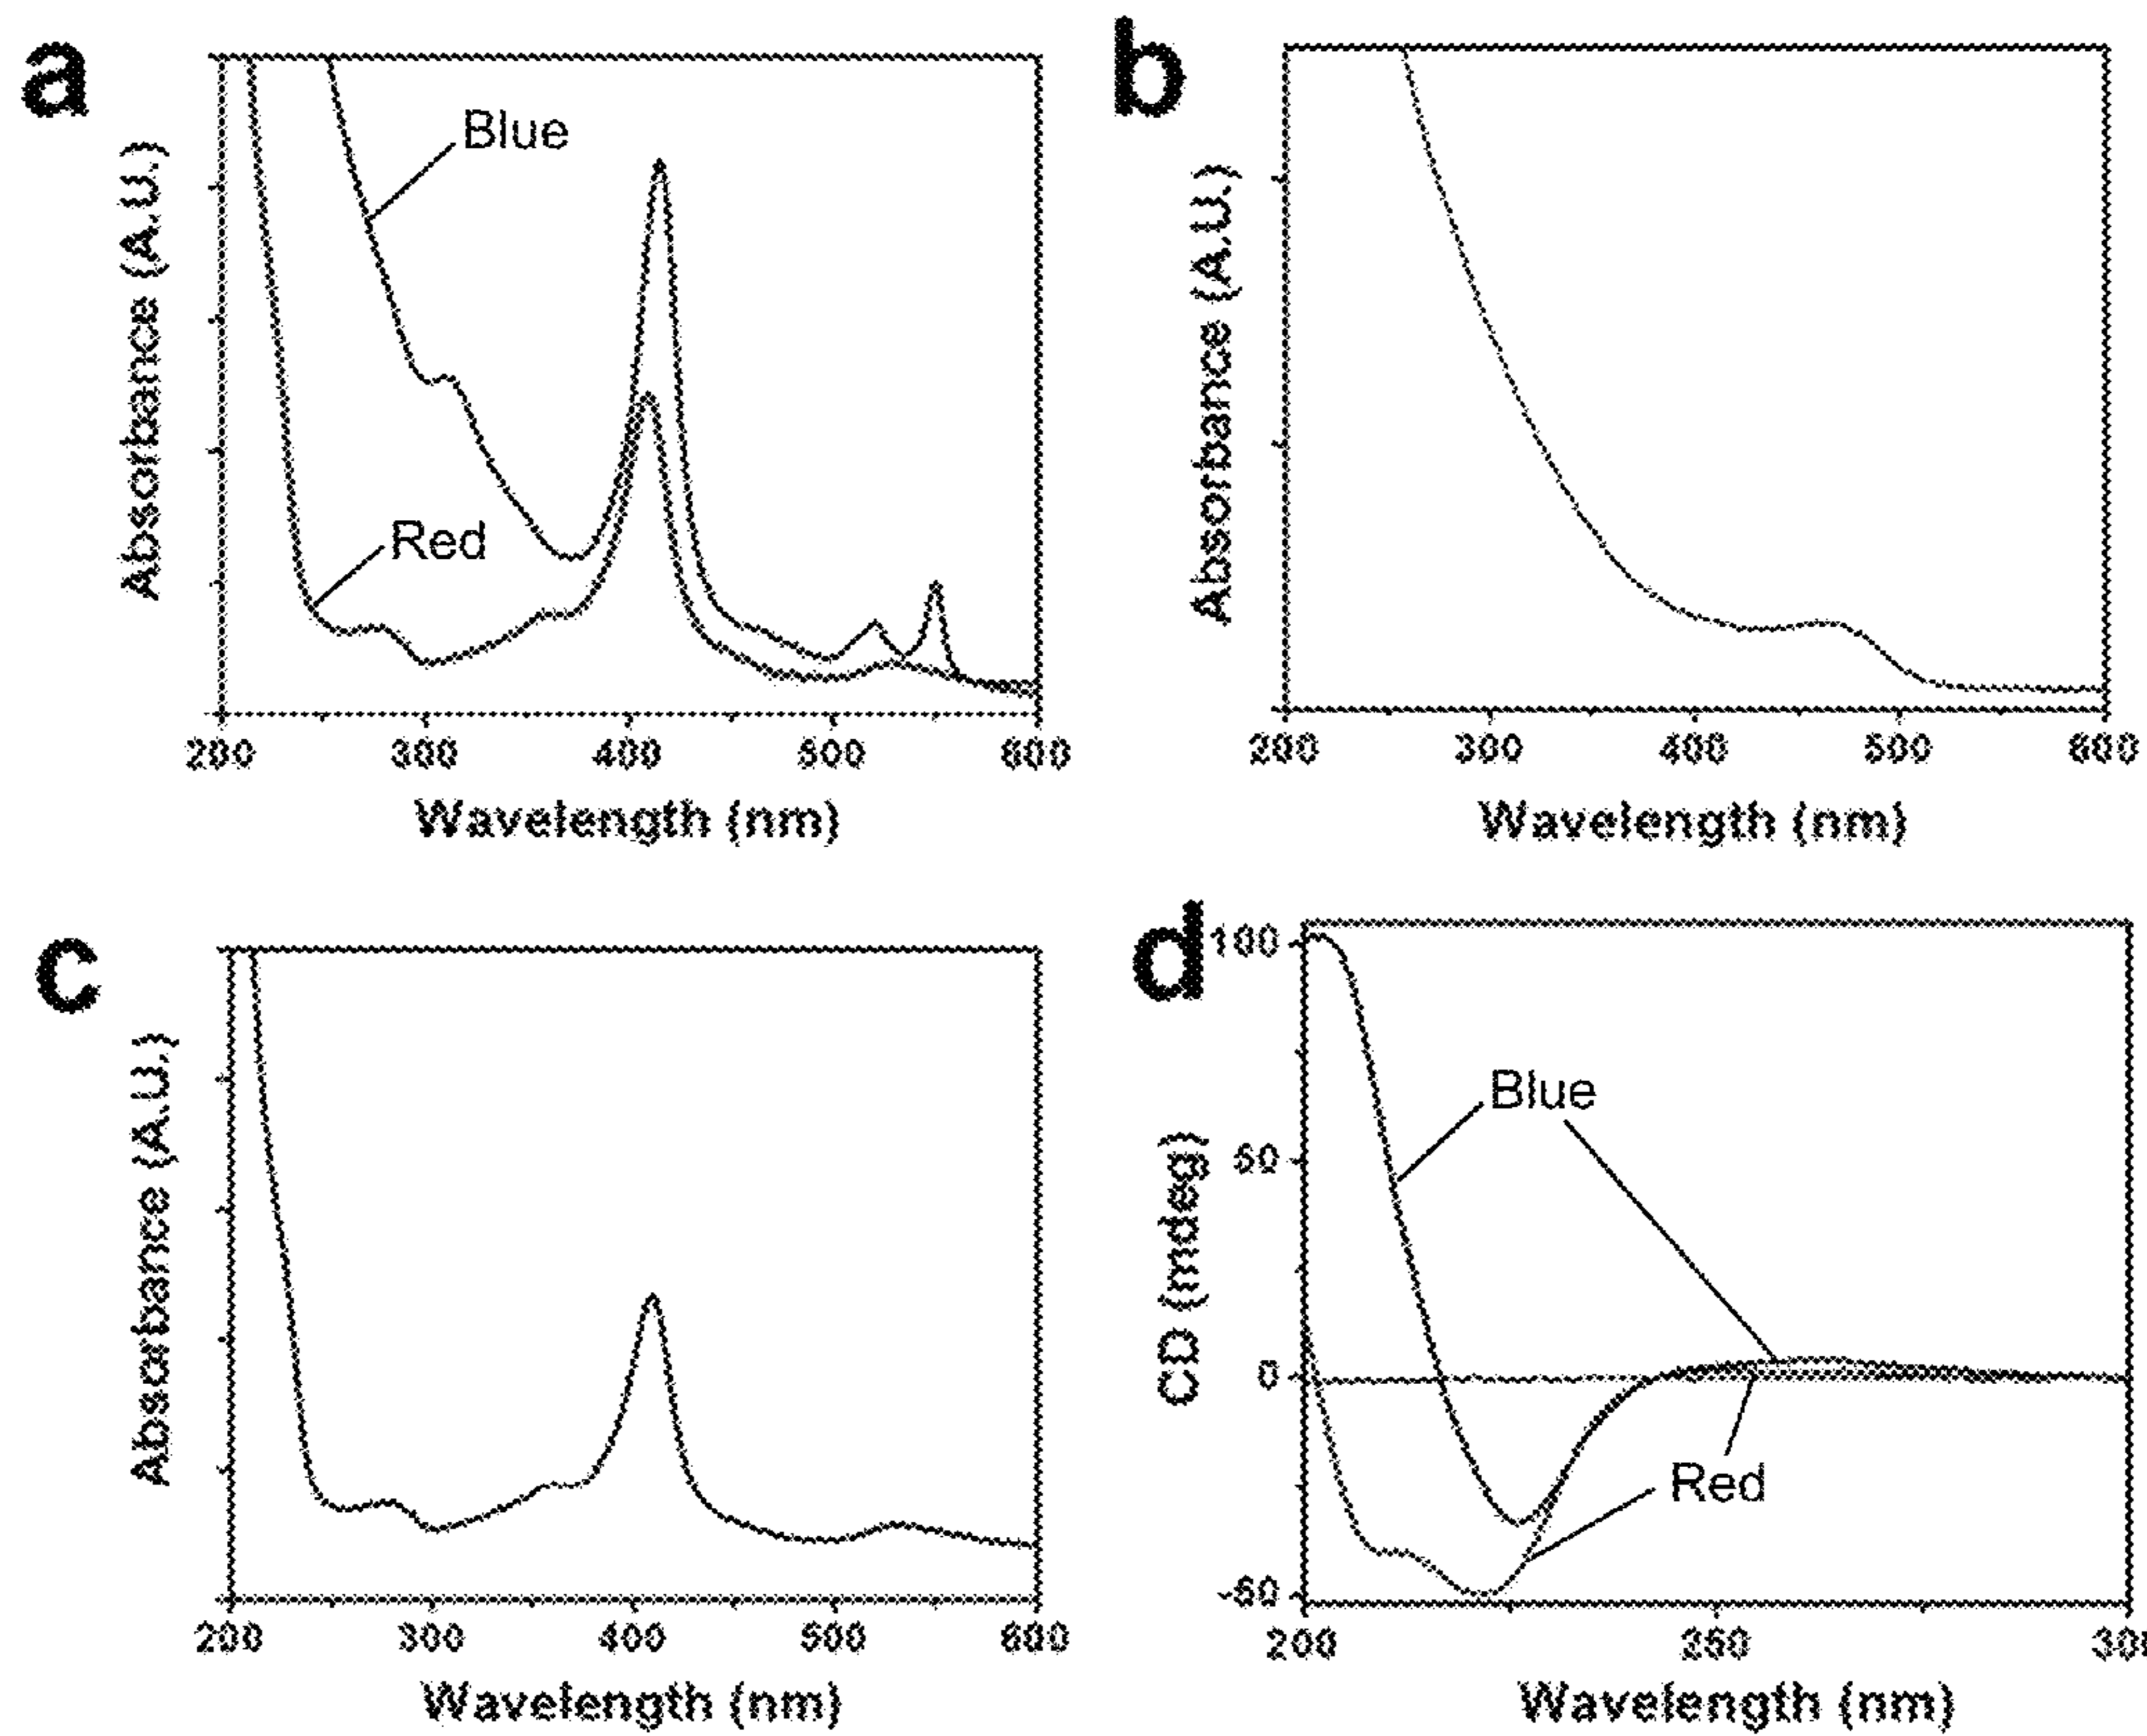 a
Blue
Red
Absorbance (A.U.)
200 300 400 500 600
Wavelength (nm)
b
Absorbance (A.U.)
200 300 400 500 600
Wavelength (nm)
c
Absorbance (A.U.)
200 300 400 500 600
Wavelength (nm)
d
100
50
0
-50
Blue
Red
CD (mdeg)
200 250 300
Wavelength (nm)